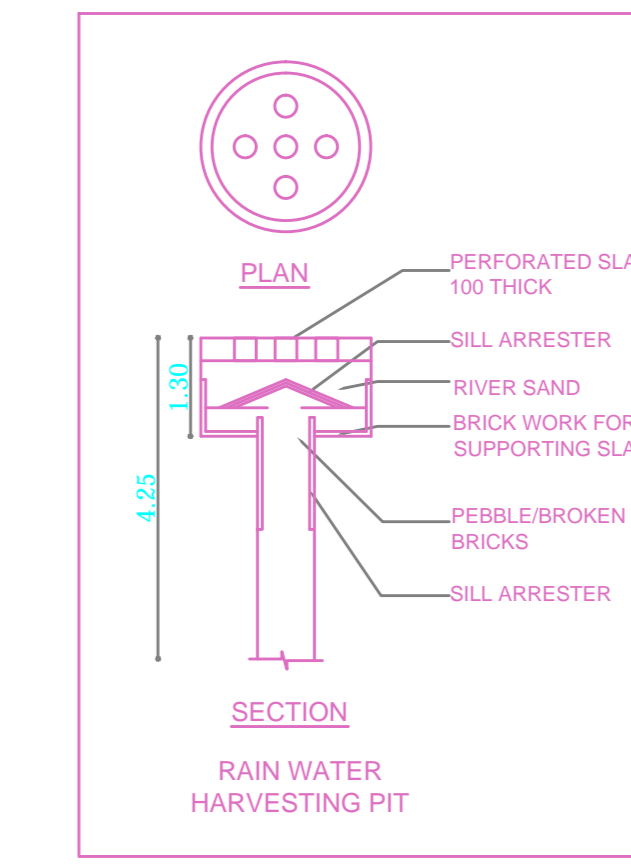 PLAN
PERFORATED SLA
100 THICK
SILL ARRESTER
1.30
RIVER SAND
BRICK WORK FOR
SUPPORTING SLA
4.25
PEBBLE/BROKEN
BRICKS
SILL ARRESTER
SECTION
RAIN WATER
HARVESTING PIT